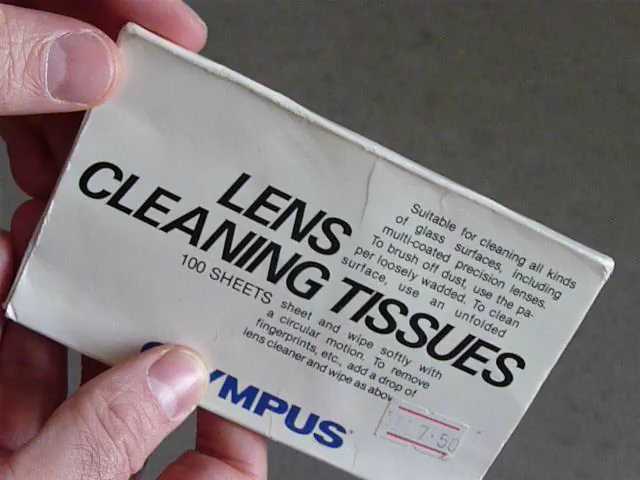 LENS
CLEANING TISSUES
100 SHEETS
Suitable for cleaning all kinds
of glass surfaces, including
multi-coated precision lenses.
To brush off dust, use the pa-
per loosely wadded. To clean
surface, use an unfolded
sheet and wipe softly with
a circular motion. To remove
fingerprints, etc., add a drop of
lens cleaner and wipe as abov
OLYMPUS
7.50